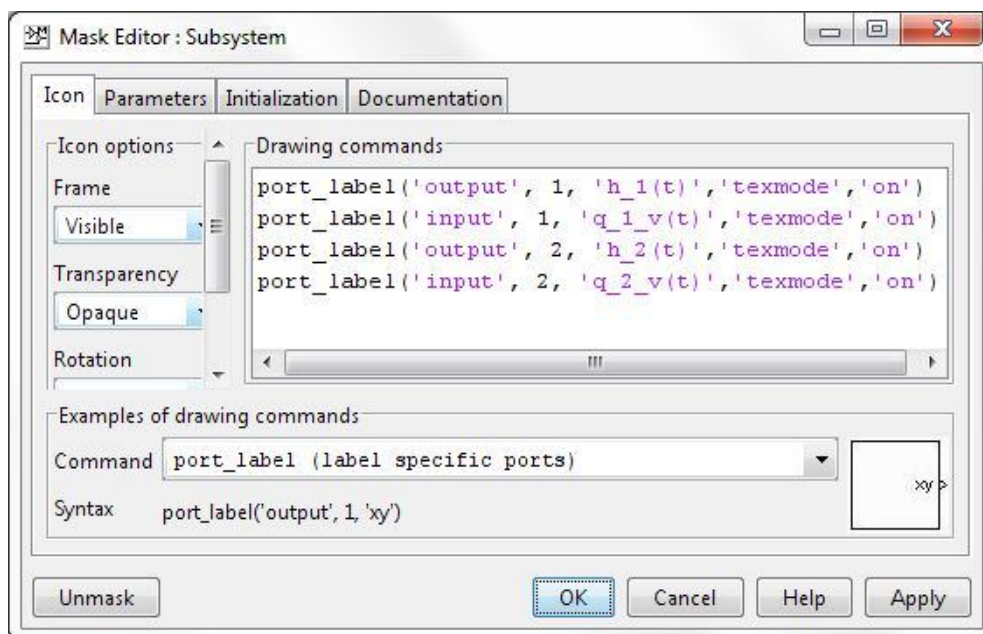 Mask Editor : Subsystem
Icon Parameters Initialization Documentation
Icon options
Frame
Visible
Transparency
Opaque
Rotation
Drawing commands
port_label('output', 1, 'h_1(t)','texmode','on')
port_label('input', 1, 'q_1_v(t)','texmode','on')
port_label('output', 2, 'h_2(t)','texmode','on')
port_label('input', 2, 'q_2_v(t)','texmode','on')
Examples of drawing commands
Command port_label (label specific ports)
Syntax port_label('output', 1, 'xy')
xy
Unmask OK Cancel Help Apply